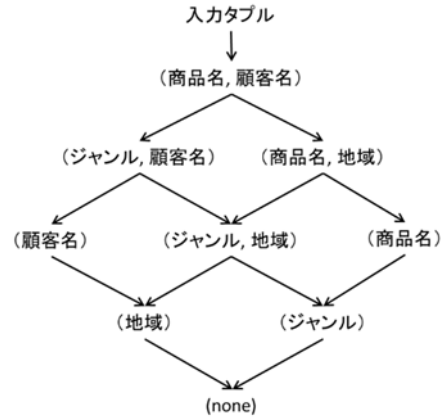 入力タプル
(商品名, 顧客名)
(ジャンル, 顧客名) (商品名, 地域)
(顧客名) (ジャンル, 地域) (商品名)
(地域) (ジャンル)
(none)